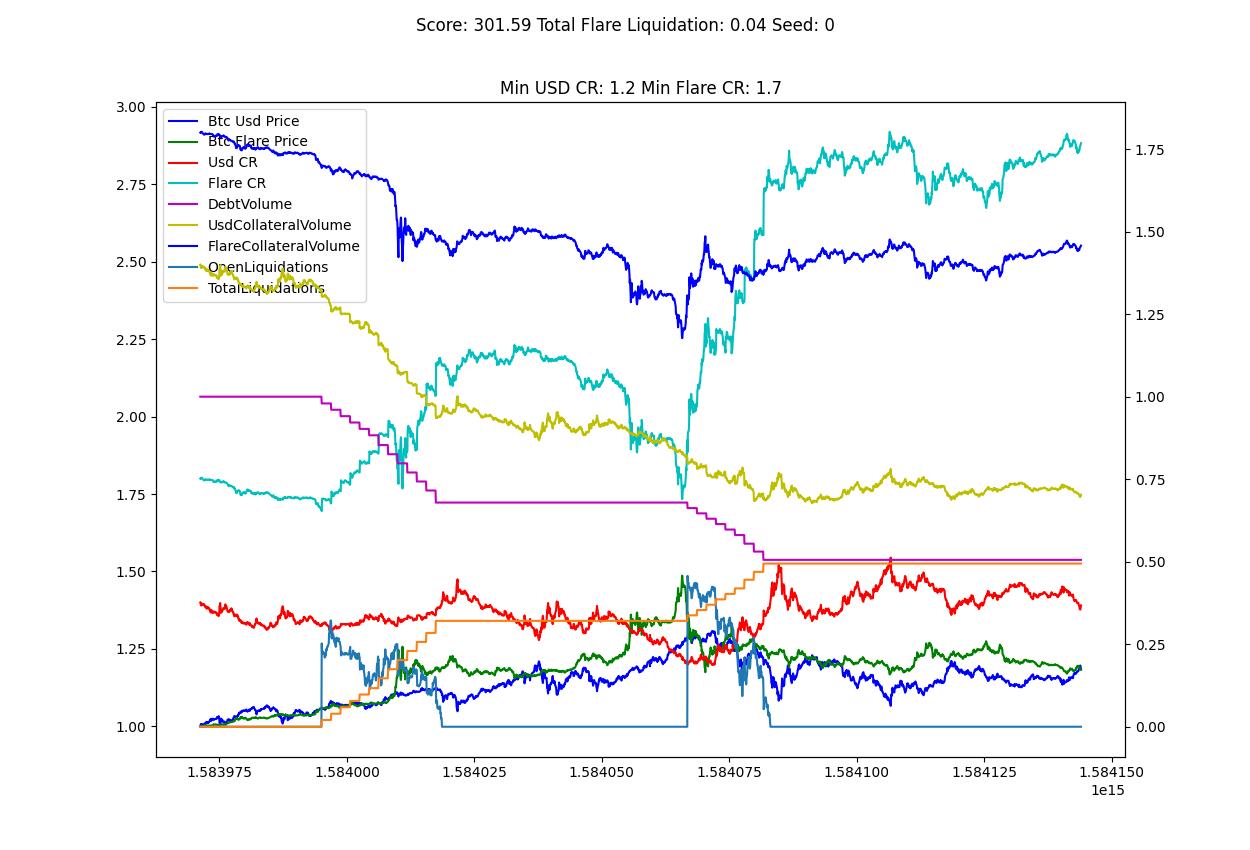 Score: 301.59 Total Flare Liquidation: 0.04 Seed: 0
Min USD CR: 1.2 Min Flare CR: 1.7
Btc Usd Price
Btc Flare Price
Usd CR
Flare CR
DebtVolume
UsdCollateralVolume
FlareCollateralVolume
OpenLiquidations
TotalLiquidations
3.00
2.75
2.50
2.25
2.00
1.75
1.50
1.25
1.00
1.75
1.50
1.25
1.00
0.75
0.50
0.25
0.00
1.583975 1.584000 1.584025 1.584050 1.584075 1.584100 1.584125 1.584150
1e15